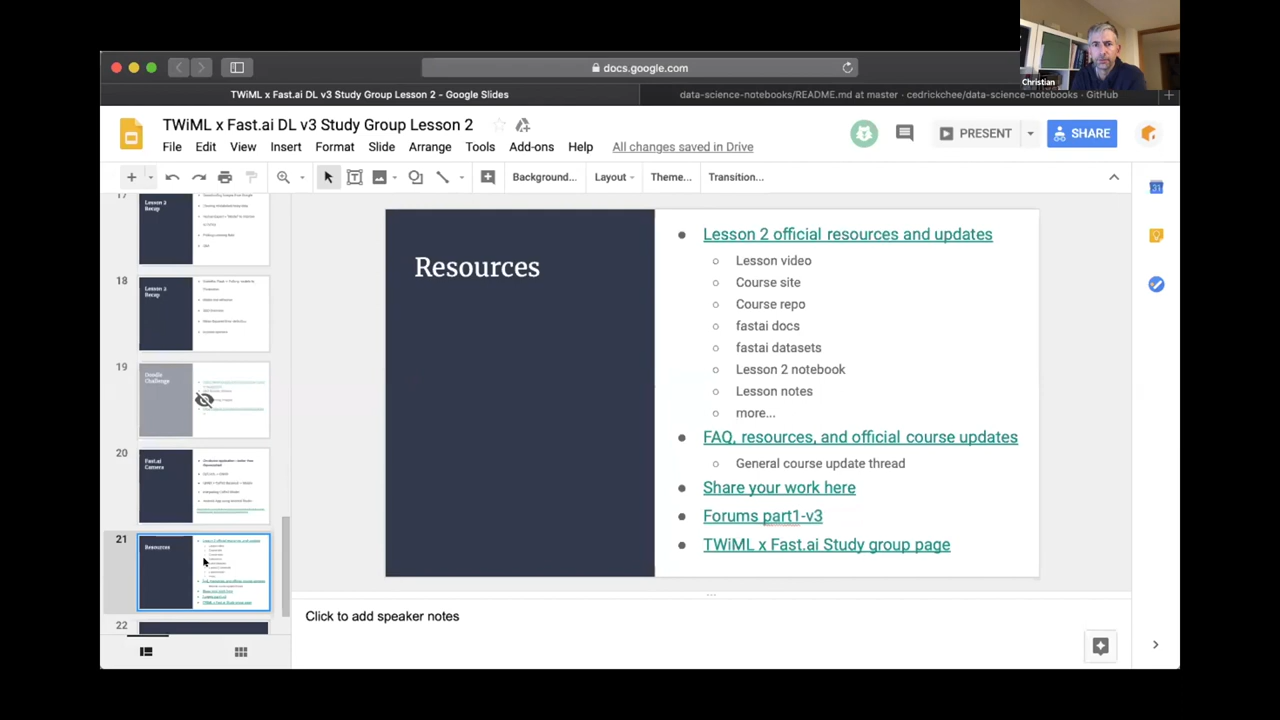 Christian
docs.google.com
TWiML x Fast.ai DL v3 Study Group Lesson 2 - Google Slides
data-science-notebooks/README.md at master · cedrickchee/data-science-notebooks · GitHub
TWiML x Fast.ai DL v3 Study Group Lesson 2
PRESENT
SHARE
File Edit View Insert Format Slide Arrange Tools Add-ons Help All changes saved in Drive
Background... Layout Theme... Transition...
31
17
Lesson 2
Recap
18
Lesson 2
Recap
19
Doodle
Challenge
20
Fast.ai
Camera
21
Resources
22
Resources
Lesson 2 official resources and updates
Lesson video
Course site
Course repo
fastai docs
fastai datasets
Lesson 2 notebook
Lesson notes
more...
FAQ, resources, and official course updates
General course update thread
Share your work here
Forums part1-v3
TWIML x Fast.ai Study group page
Click to add speaker notes